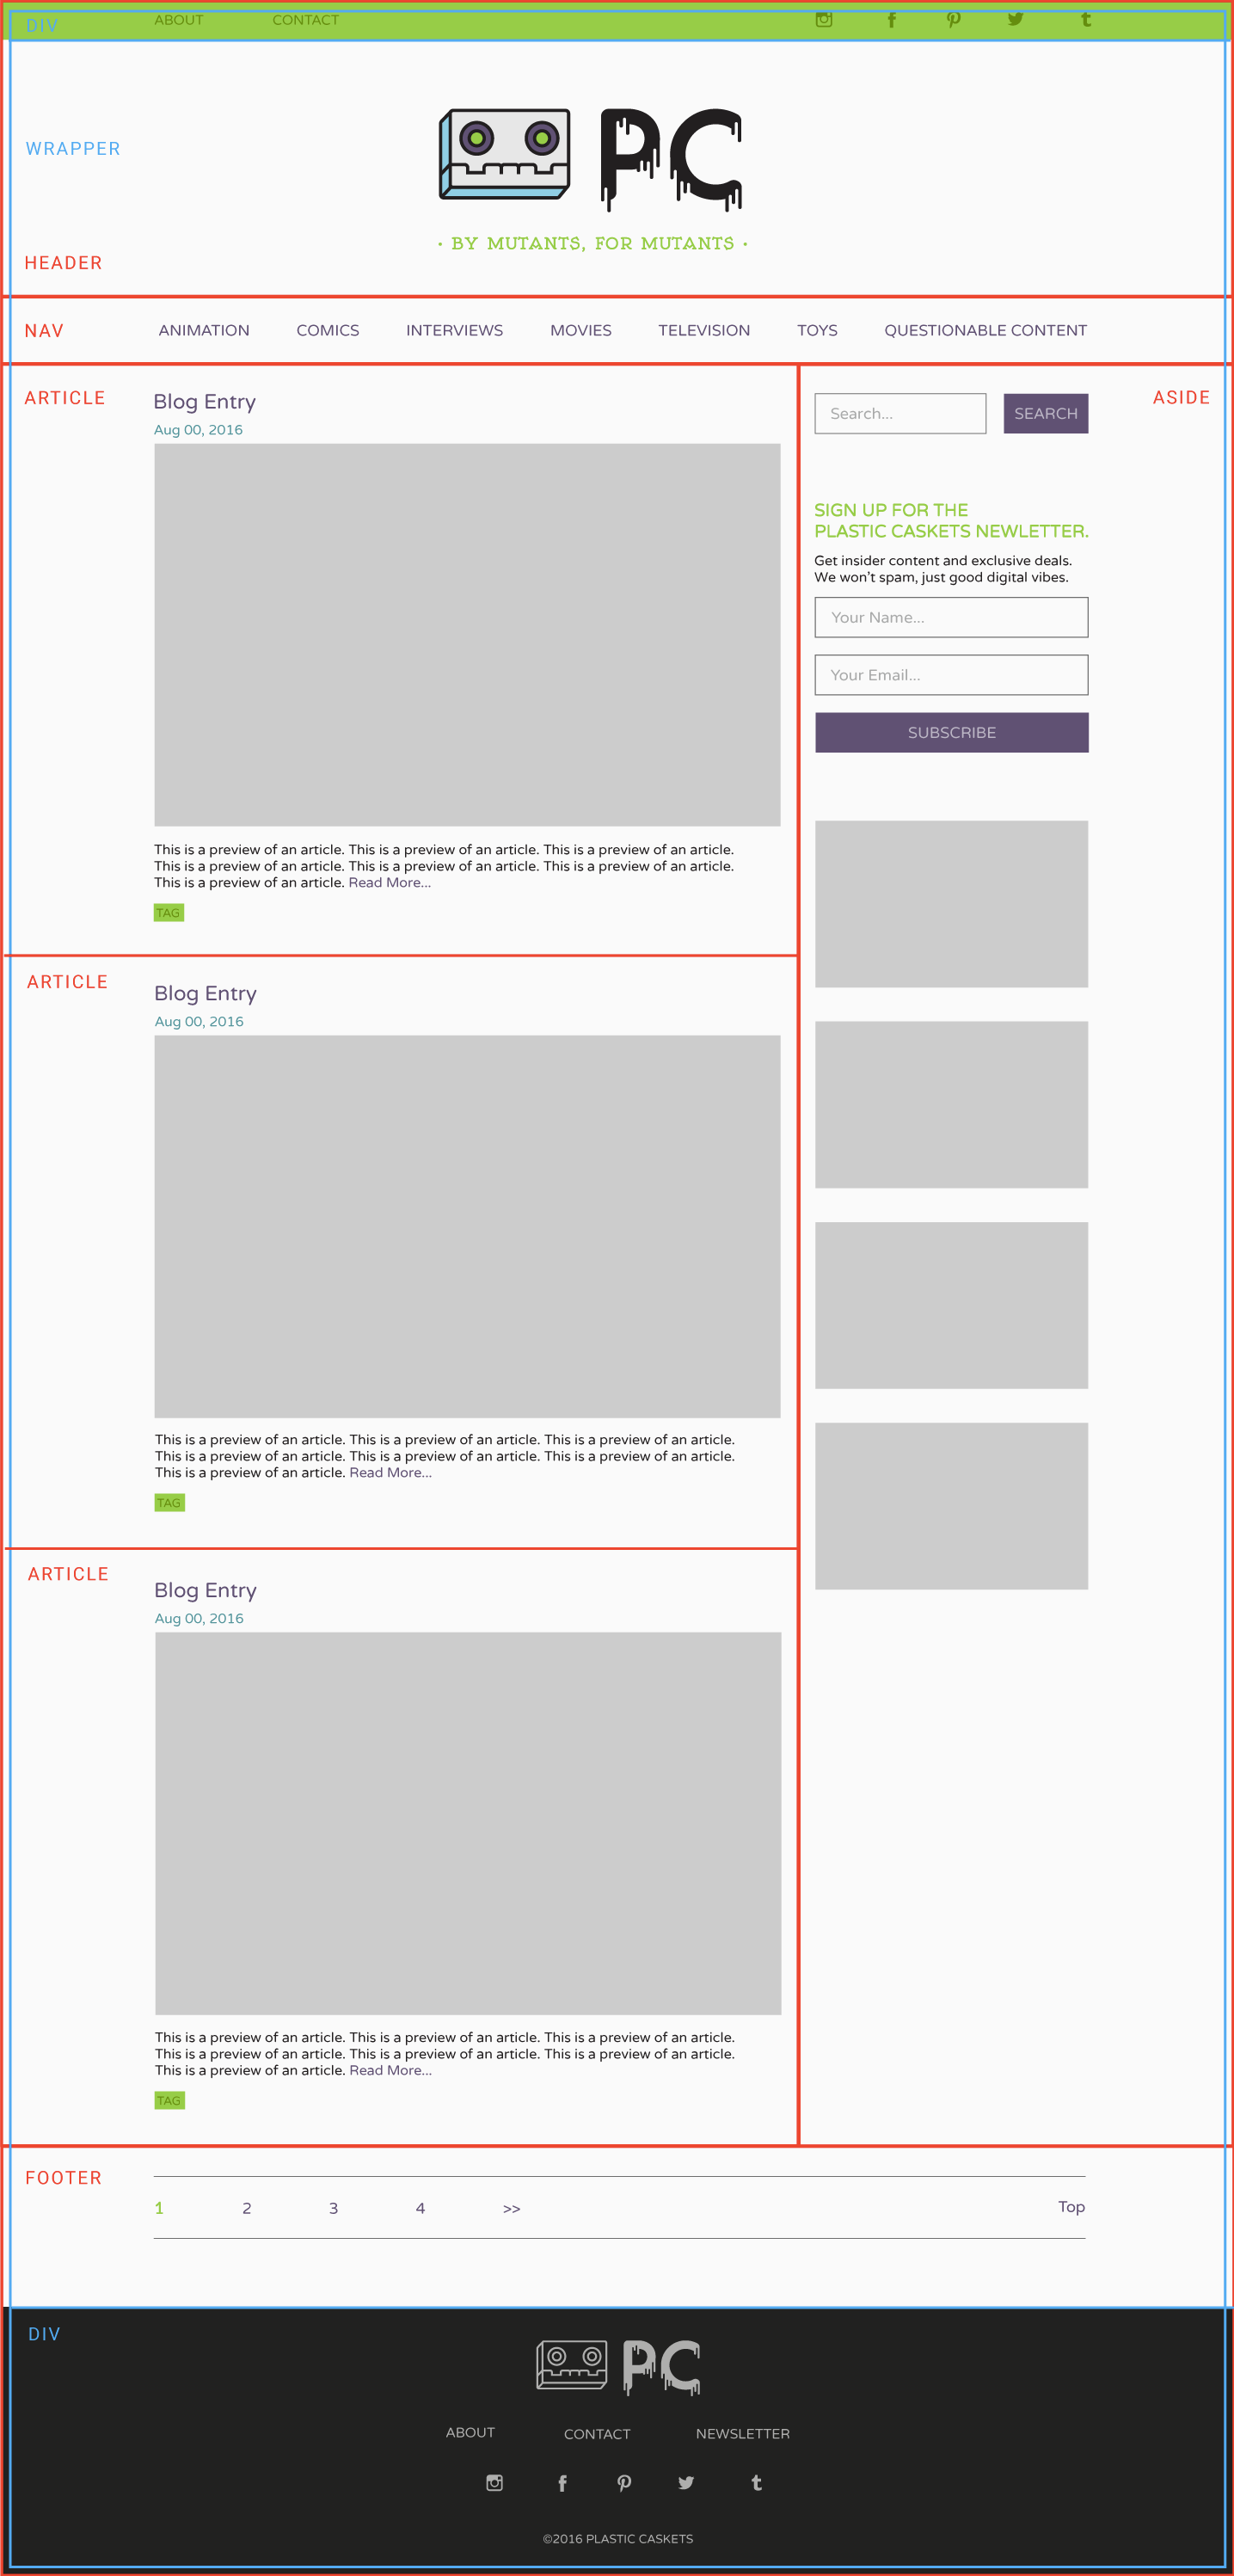 DIV
ABOUT CONTACT
WRAPPER
PC
· BY MUTANTS, FOR MUTANTS ·
HEADER
NAV
ANIMATION COMICS INTERVIEWS MOVIES TELEVISION TOYS QUESTIONABLE CONTENT
ARTICLE
Blog Entry
Aug 00, 2016
This is a preview of an article. This is a preview of an article. This is a preview of an article.
This is a preview of an article. This is a preview of an article. This is a preview of an article.
This is a preview of an article. Read More...
TAG
ARTICLE
Blog Entry
Aug 00, 2016
This is a preview of an article. This is a preview of an article. This is a preview of an article.
This is a preview of an article. This is a preview of an article. This is a preview of an article.
This is a preview of an article. Read More...
TAG
ARTICLE
Blog Entry
Aug 00, 2016
This is a preview of an article. This is a preview of an article. This is a preview of an article.
This is a preview of an article. This is a preview of an article. This is a preview of an article.
This is a preview of an article. Read More...
TAG
ASIDE
Search... SEARCH
SIGN UP FOR THE
PLASTIC CASKETS NEWLETTER.
Get insider content and exclusive deals.
We won't spam, just good digital vibes.
Your Name...
Your Email...
SUBSCRIBE
FOOTER
1 2 3 4 >> Top
DIV
PC
ABOUT CONTACT NEWSLETTER
©2016 PLASTIC CASKETS